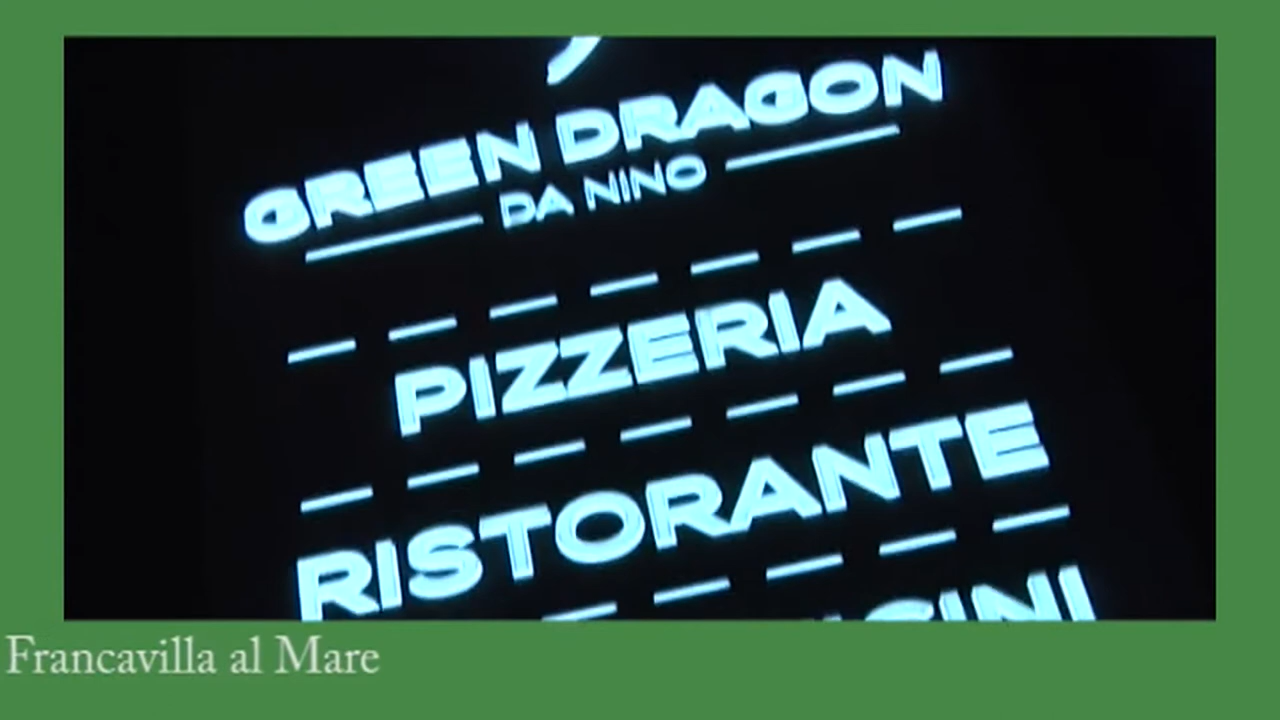 GREEN DRAGON
DA NINO
PIZZERIA
RISTORANTE
Francavilla al Mare